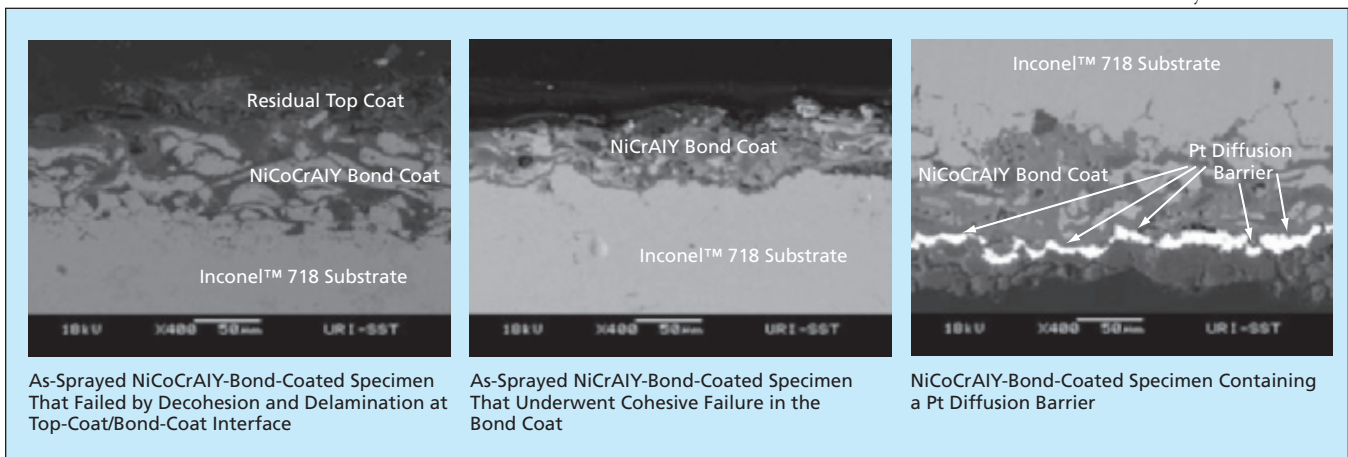 Residual Top Coat
NiCoCrAlY Bond Coat
Inconel™ 718 Substrate
18kV X400 50µm URI-SST
NiCrAlY Bond Coat
Inconel™ 718 Substrate
18kV X400 50µm URI-SST
Inconel™ 718 Substrate
Pt Diffusion
Barrier
NiCoCrAlY Bond Coat
18kV X400 50µm URI-SST
As-Sprayed NiCoCrAlY-Bond-Coated Specimen
That Failed by Decohesion and Delamination at
Top-Coat/Bond-Coat Interface
As-Sprayed NiCrAlY-Bond-Coated Specimen
That Underwent Cohesive Failure in the
Bond Coat
NiCoCrAlY-Bond-Coated Specimen Containing
a Pt Diffusion Barrier